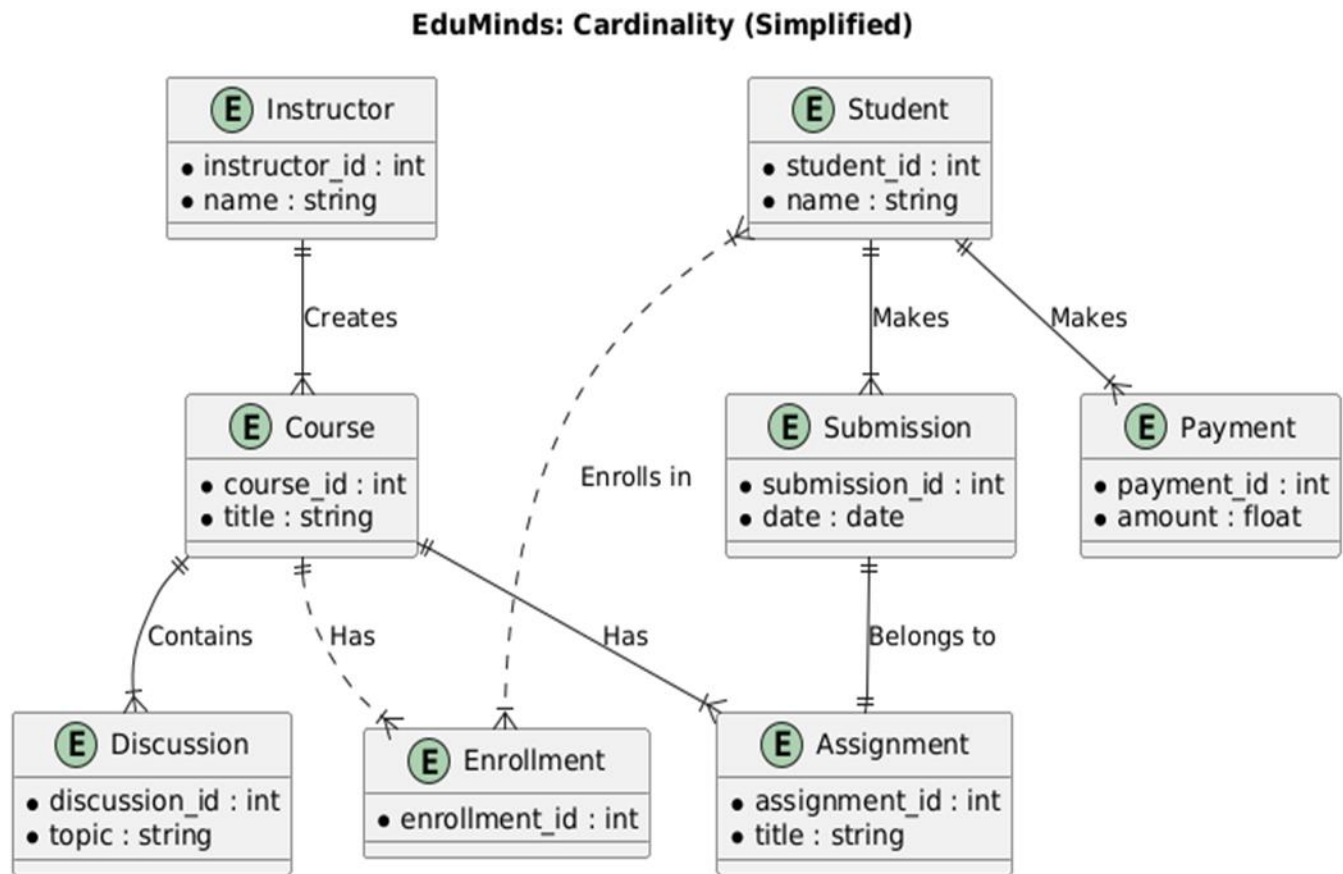 EduMinds: Cardinality (Simplified)
E Instructor
instructor_id : int
name : string
E Student
student_id : int
name : string
Creates
Makes
Makes
E Course
course_id : int
title : string
Enrolls in
E Submission
submission_id : int
date : date
E Payment
payment_id : int
amount : float
Contains
Has
Has
Belongs to
E Discussion
discussion_id : int
topic : string
E Enrollment
enrollment_id : int
E Assignment
assignment_id : int
title : string